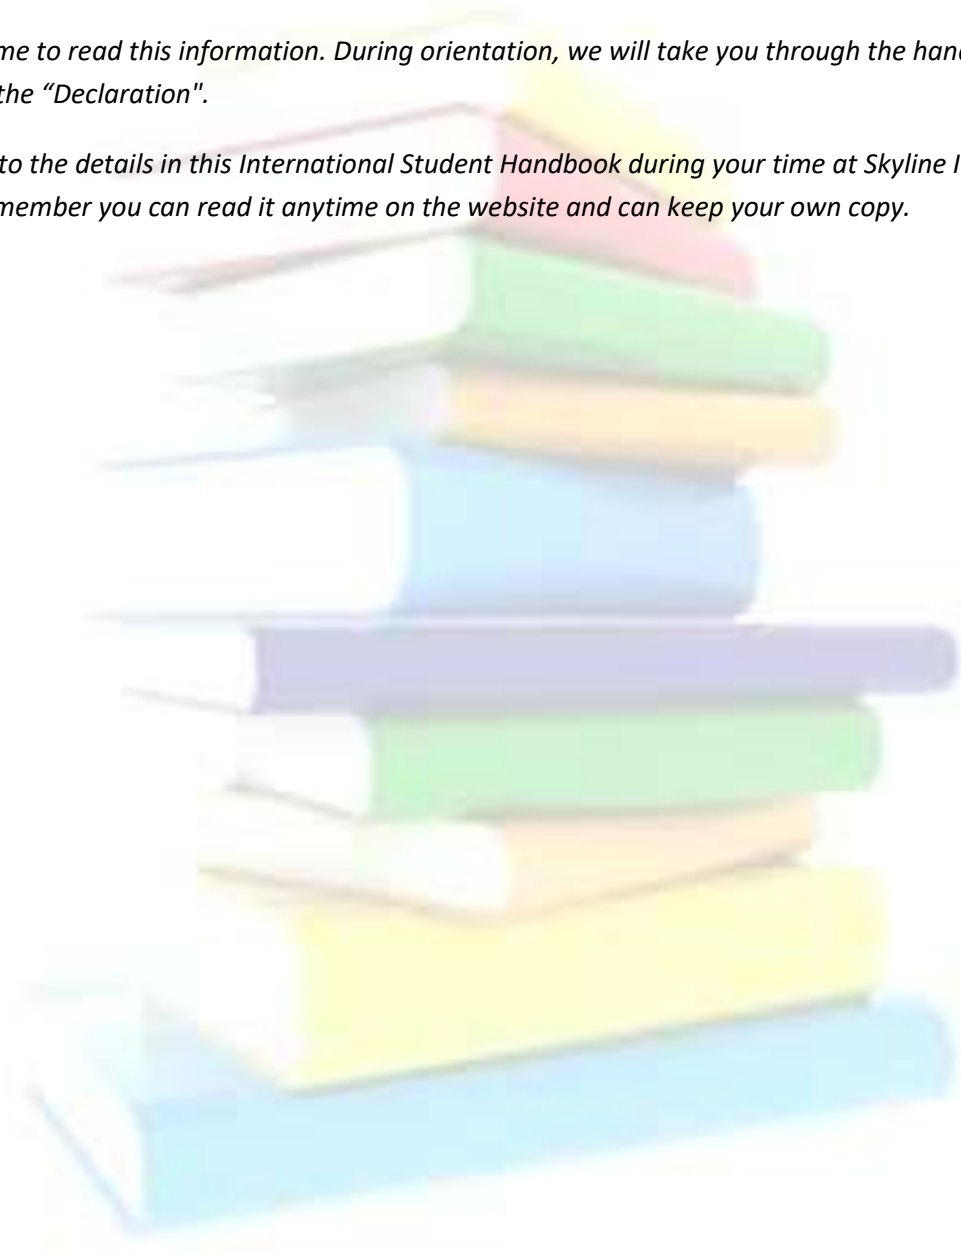 me to read this information. During orientation, we will take you through the han
the “Declaration".
to the details in this International Student Handbook during your time at Skyline I
member you can read it anytime on the website and can keep your own copy.